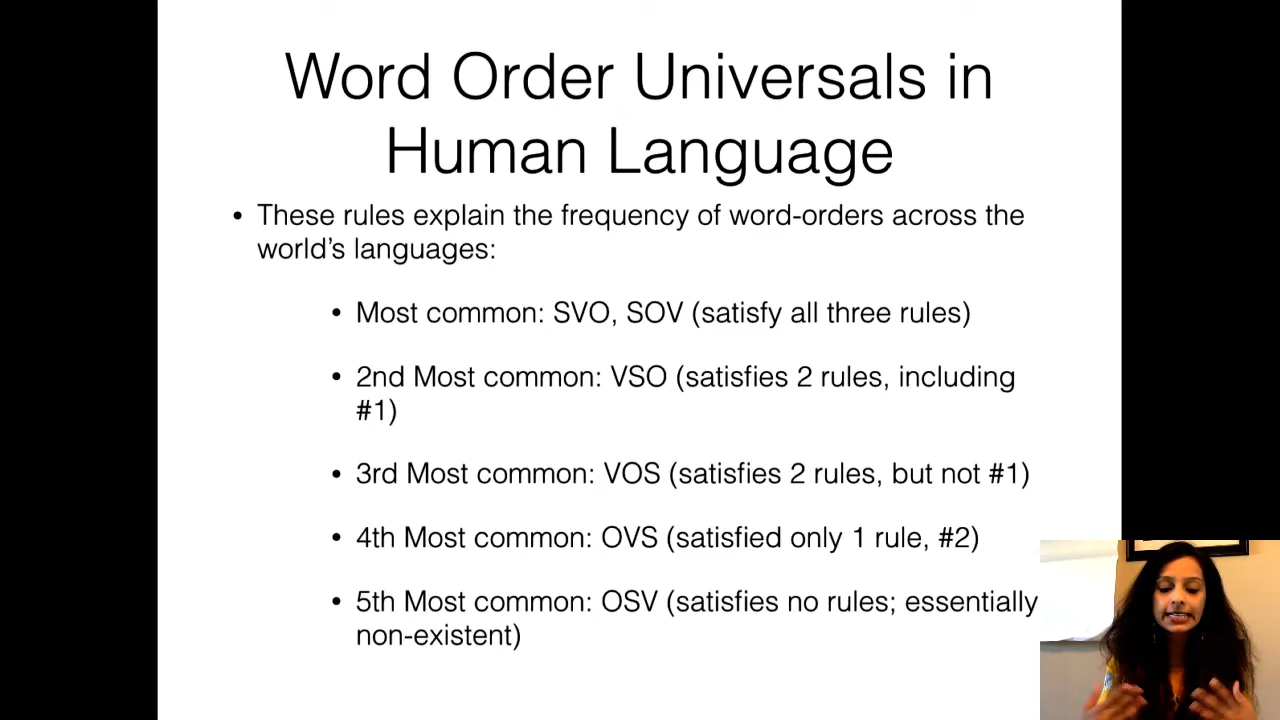 Word Order Universals in
Human Language
• These rules explain the frequency of word-orders across the
world’s languages:
• Most common: SVO, SOV (satisfy all three rules)
• 2nd Most common: VSO (satisfies 2 rules, including
#1)
• 3rd Most common: VOS (satisfies 2 rules, but not #1)
• 4th Most common: OVS (satisfied only 1 rule, #2)
• 5th Most common: OSV (satisfies no rules; essentially
non-existent)